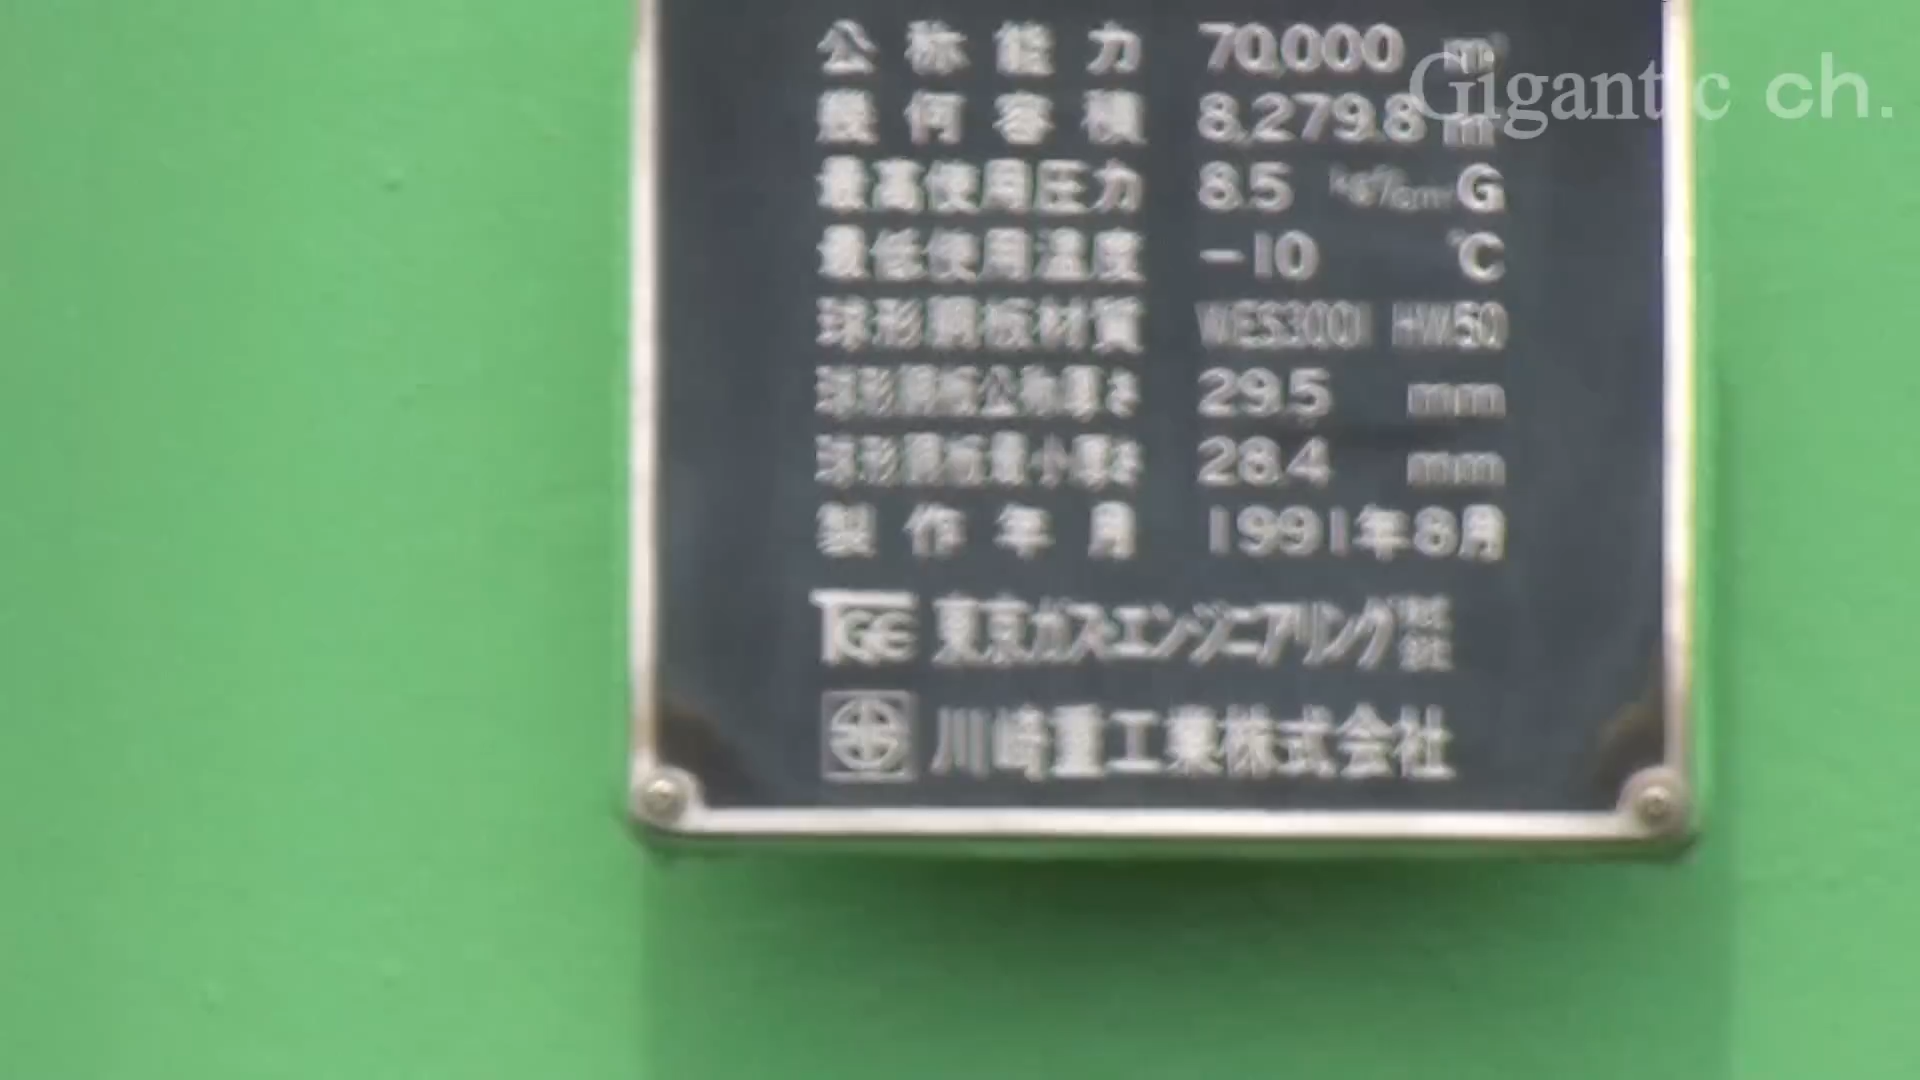 公称能力 70,000 m³
Gigantic ch.
幾何容積 8,279.8 m³
最高使用圧力 8.5 kgf/cm² G
最低使用温度 -10 ℃
球形鋼板材質 WES3001 HW50
球形鋼板公称厚さ 29.5 mm
球形鋼板最小厚さ 28.4 mm
製作年月 1991年8月
TGE 東京ガス・エンジニアリング株式会社
川崎重工業株式会社